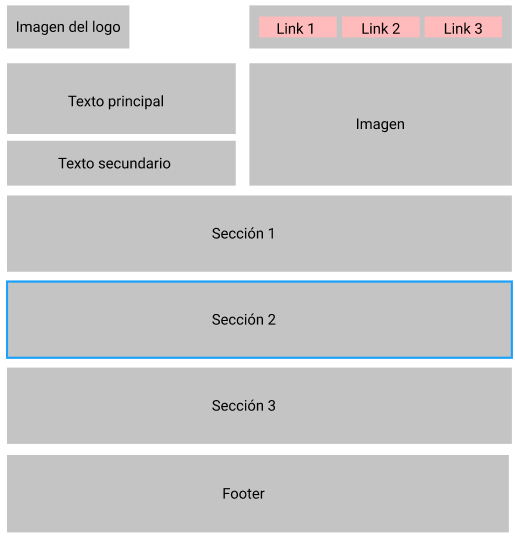 Imagen del logo
Link 1
Link 2
Link 3
Texto principal
Texto secundario
Imagen
Sección 1
Sección 2
Sección 3
Footer